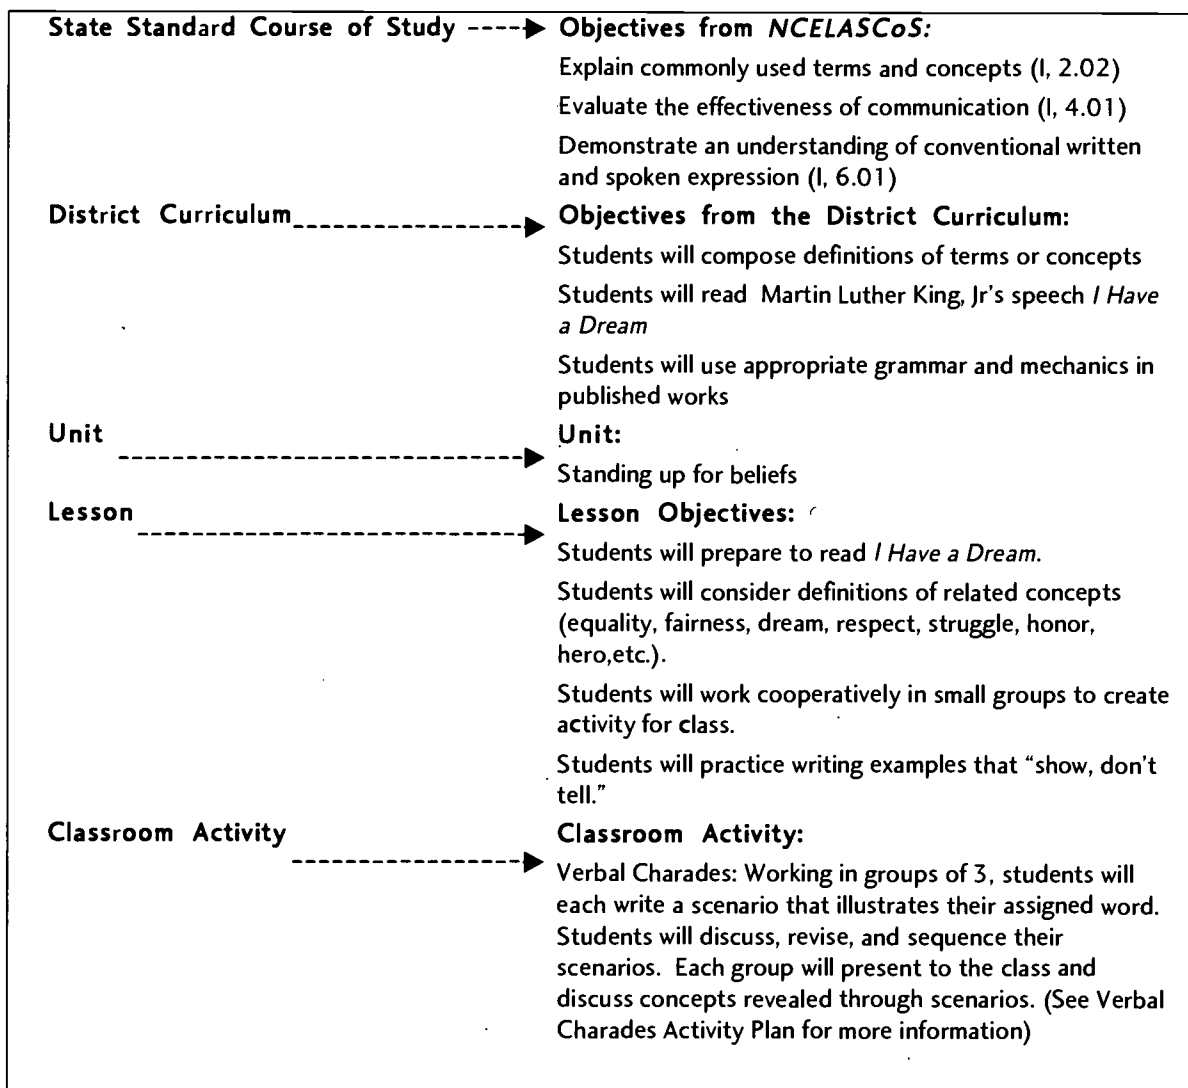 State Standard Course of Study ----► Objectives from NCELASCoS:
Explain commonly used terms and concepts (I, 2.02)
Evaluate the effectiveness of communication (I, 4.01)
Demonstrate an understanding of conventional written
and spoken expression (I, 6.01)
District Curriculum ----► Objectives from the District Curriculum:
Students will compose definitions of terms or concepts
Students will read Martin Luther King, Jr's speech I Have
a Dream
Students will use appropriate grammar and mechanics in
published works
Unit ----► Unit:
Standing up for beliefs
Lesson ----► Lesson Objectives:
Students will prepare to read I Have a Dream.
Students will consider definitions of related concepts
(equality, fairness, dream, respect, struggle, honor,
hero,etc.).
Students will work cooperatively in small groups to create
activity for class.
Students will practice writing examples that “show, don't
tell.”
Classroom Activity ----► Classroom Activity:
Verbal Charades: Working in groups of 3, students will
each write a scenario that illustrates their assigned word.
Students will discuss, revise, and sequence their
scenarios. Each group will present to the class and
discuss concepts revealed through scenarios. (See Verbal
Charades Activity Plan for more information)